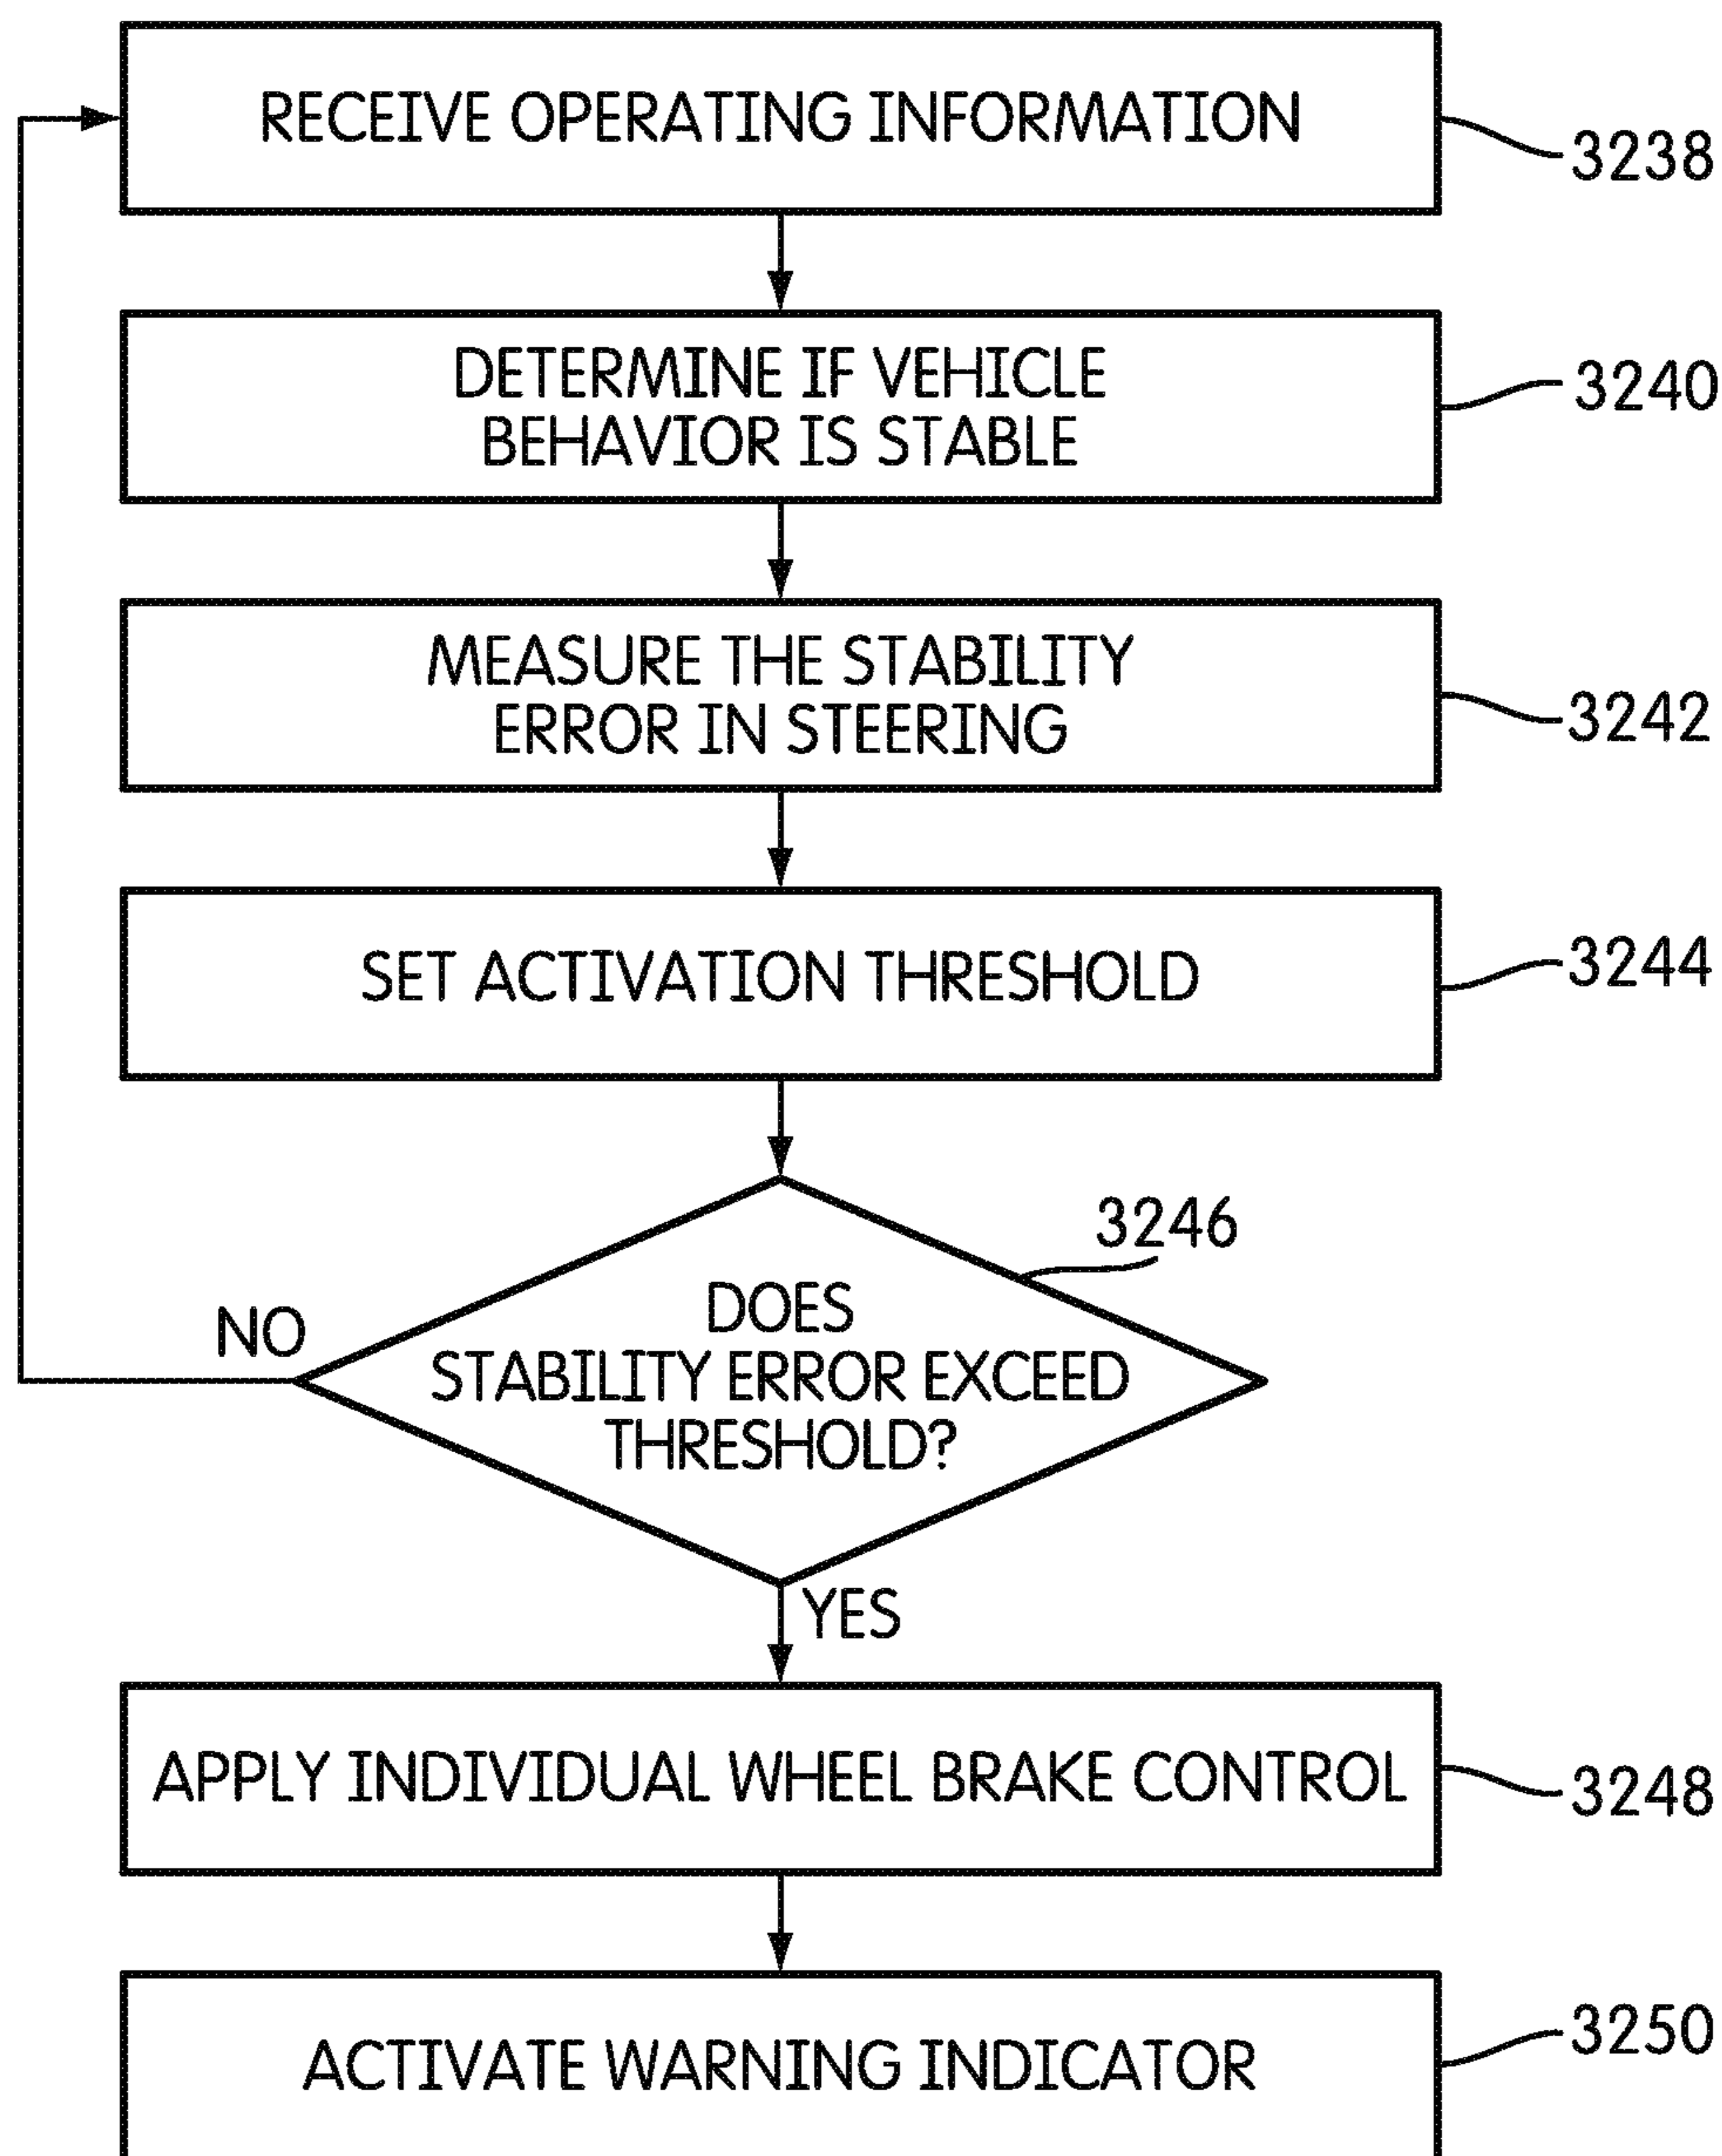 RECEIVE OPERATING INFORMATION
3238
DETERMINE IF VEHICLE
BEHAVIOR IS STABLE
3240
MEASURE THE STABILITY
ERROR IN STEERING
3242
SET ACTIVATION THRESHOLD
3244
3246
DOES
STABILITY ERROR EXCEED
THRESHOLD?
NO
YES
APPLY INDIVIDUAL WHEEL BRAKE CONTROL
3248
ACTIVATE WARNING INDICATOR
3250